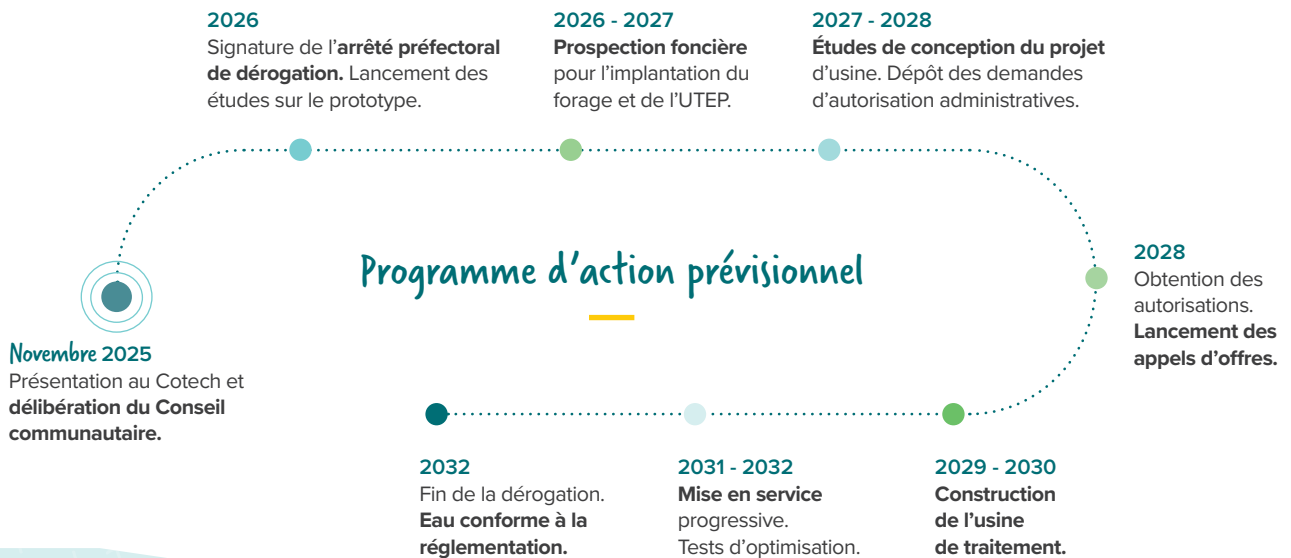 Programme d'action prévisionnel
Novembre 2025
Présentation au Cotech et
délibération du Conseil
communautaire.
2026
Signature de l'arrêté préfectoral
de dérogation. Lancement des
études sur le prototype.
2026 - 2027
Prospection foncière
pour l'implantation du
forage et de l'UTEP.
2027 - 2028
Études de conception du projet
d'usine. Dépôt des demandes
d'autorisation administratives.
2028
Obtention des
autorisations.
Lancement des
appels d'offres.
2029 - 2030
Construction
de l'usine
de traitement.
2031 - 2032
Mise en service
progressive.
Tests d'optimisation.
2032
Fin de la dérogation.
Eau conforme à la
réglementation.